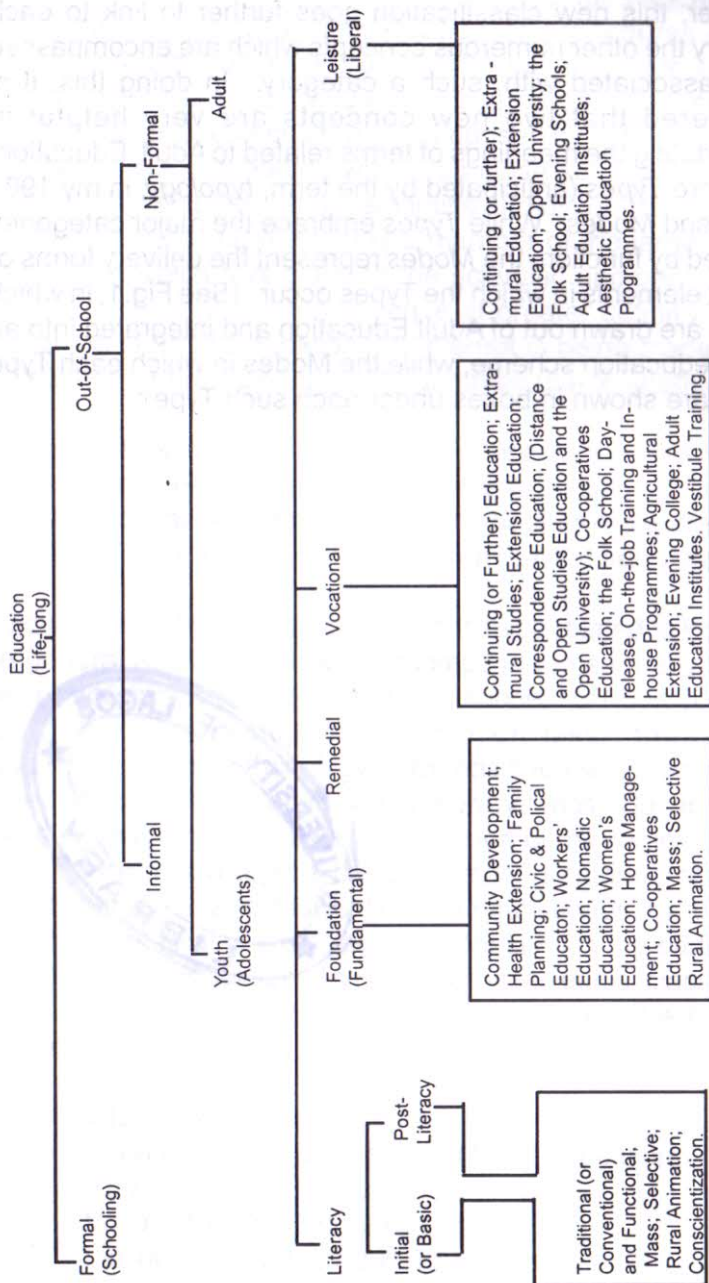 Education
(Life-long)
Formal
(Schooling)
Out-of-School
Informal
Non-Formal
Youth
(Adolescents)
Adult
Literacy
Foundation
(Fundamental)
Remedial
Vocational
Leisure
(Liberal)
Initial
(or Basic)
Post-
Literacy
Traditional (or
Conventional)
and Functional;
Mass; Selective;
Rural Animation;
Conscientization.
Community Development;
Health Extension; Family
Planning; Civic & Polical
Educaton; Workers
Education; Nomadic
Education; Women's
Education; Home Manage-
ment; Co-operatives
Education; Mass; Selective
Rural Animation.
Continuing (or Further) Education; Extra-
mural Studies; Extension Education;
Correspondence Education; (Distance
and Open Studies Education and the
Open University); Co-operatives
Education; the Folk School; Day-
release, On-the-job Training and In-
house Programmes; Agricultural
Extension; Evening College; Adult
Education Institutes. Vestibule Training
Continuing (further); Extra-
mural Education; Extension
Education; Open University; the
Folk School; Evening Schools;
Adult Education Institutes;
Aesthetic Education
Programmes.